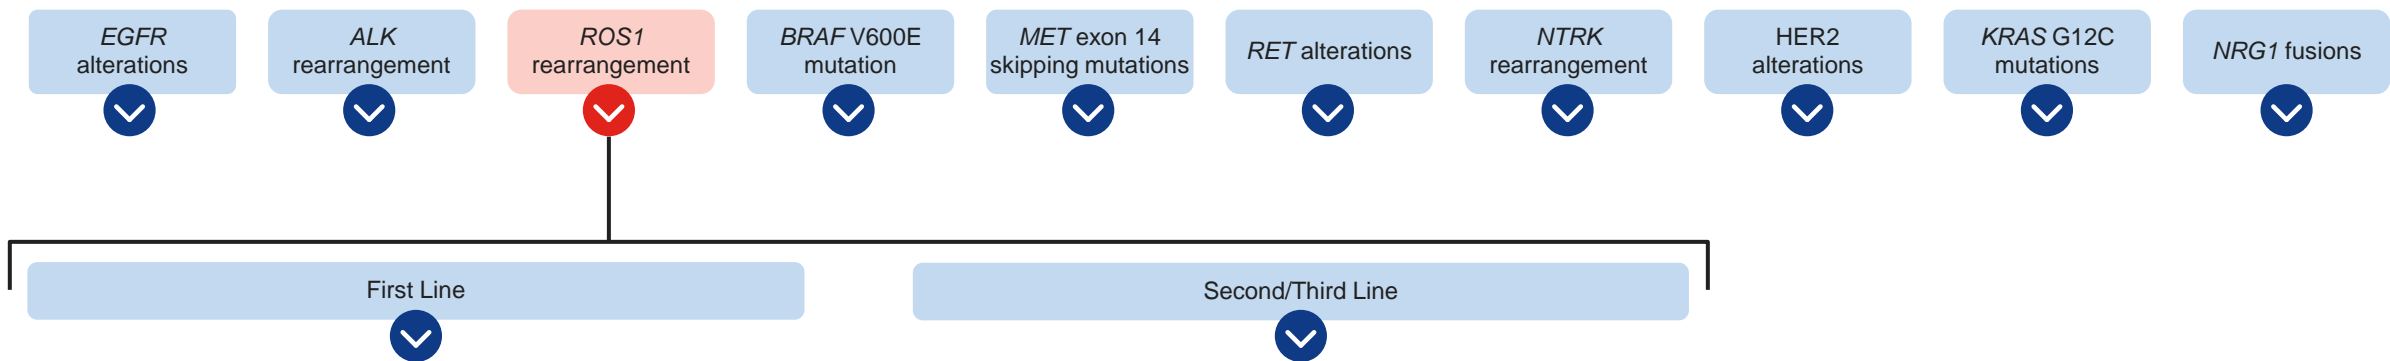 EGFR
alterations
ALK
rearrangement
ROS1
rearrangement
BRAF V600E
mutation
MET exon 14
skipping mutations
RET alterations
NTRK
rearrangement
HER2
alterations
KRAS G12C
mutations
NRG1 fusions
First Line
Second/Third Line